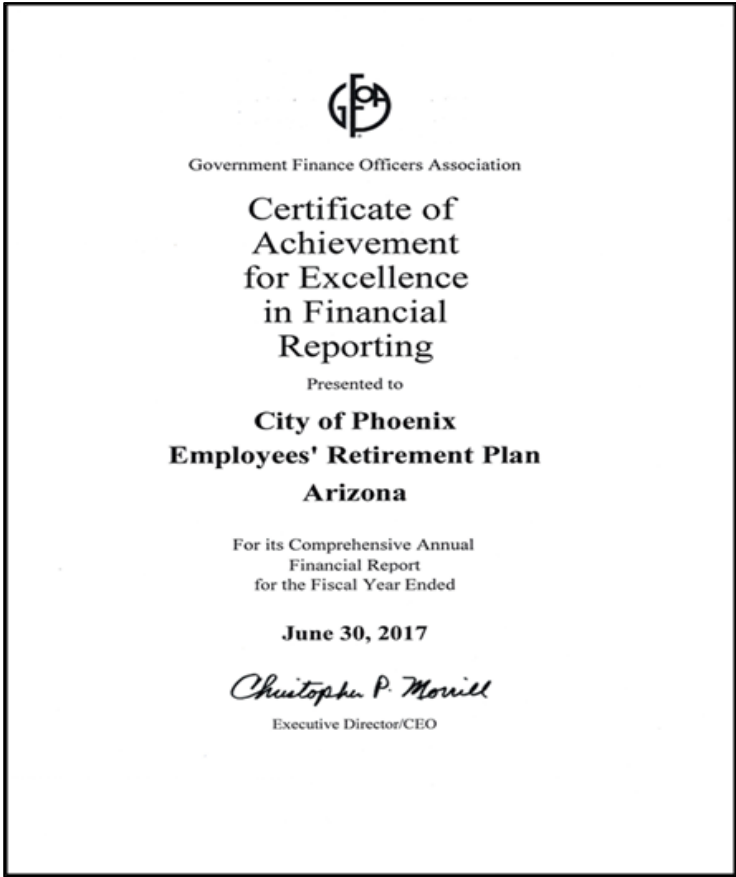 GFOA
Government Finance Officers Association
Certificate of
Achievement
for Excellence
in Financial
Reporting
Presented to
City of Phoenix
Employees' Retirement Plan
Arizona
For its Comprehensive Annual
Financial Report
for the Fiscal Year Ended
June 30, 2017
Christopher P. Morrill
Executive Director/CEO